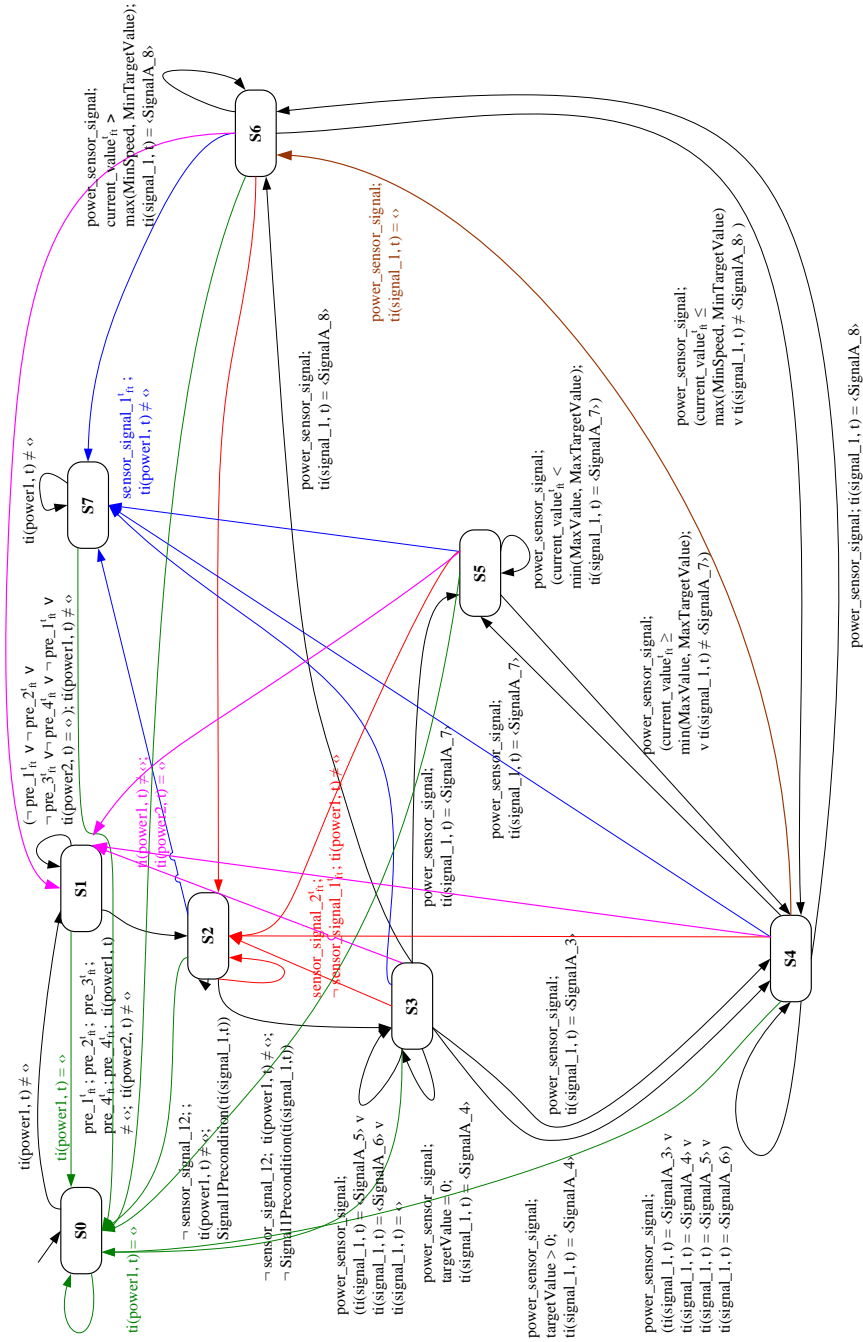 ti(power1, t) ≠ ‹›
ti(power1, t) = ‹›
S0
ti(power1, t) = ‹›
pre_1ᵗft ; pre_2ᵗft ; pre_3ᵗft ;
pre_4ᵗft ; pre_4ᵗft ; ti(power1, t)
≠ ‹›; ti(power2, t) ≠ ‹›
S1
(¬ pre_1ᵗft ∨ ¬ pre_2ᵗft ∨
¬ pre_3ᵗft ∨¬ pre_4ᵗft ∨ ¬ pre_1ᵗft ∨
ti(power2, t) = ‹› ); ti(power1, t) ≠ ‹›
ti(power1, t) ≠ ‹›
S7
sensor_signal_1ᵗft ;
ti(power1, t) ≠ ‹›
power_sensor_signal;
current_valueᵗft >
max(MinSpeed, MinTargetValue);
ti(signal_1, t) = ‹SignalA_8›
S6
ti(power1, t) ≠ ‹›;
ti(power2, t) = ‹›
¬ sensor_signal_12; ;
ti(power1, t) ≠ ‹›;
Signal1Precondition(ti(signal_1,t))
S2
¬ sensor_signal_12; ti(power1, t) ≠ ‹›;
¬ Signal1Precondition(ti(signal_1,t))
sensor_signal_2ᵗft ;
¬ sensor_signal_1ᵗft ; ti(power1, t) ≠ ‹›
power_sensor_signal;
ti(signal_1, t) = ‹SignalA_8›
power_sensor_signal;
ti(signal_1, t) = ‹›
power_sensor_signal;
(ti(signal_1, t) = ‹SignalA_5› ∨
ti(signal_1, t) = ‹SignalA_6› ∨
ti(signal_1, t) = ‹›
S3
power_sensor_signal;
targetValue = 0;
ti(signal_1, t) = ‹SignalA_4›
power_sensor_signal;
ti(signal_1, t) = ‹SignalA_7›
S5
power_sensor_signal;
ti(signal_1, t) = ‹SignalA_7›
power_sensor_signal;
(current_valueᵗft <
min(MaxValue, MaxTargetValue);
ti(signal_1, t) = ‹SignalA_7›)
power_sensor_signal;
targetValue > 0;
ti(signal_1, t) = ‹SignalA_4›
power_sensor_signal;
ti(signal_1, t) = ‹SignalA_3›
power_sensor_signal;
(current_valueᵗft ≥
min(MaxValue, MaxTargetValue);
∨ ti(signal_1, t) ≠ ‹SignalA_7›)
power_sensor_signal;
(current_valueᵗft ≤
max(MinSpeed, MinTargetValue)
∨ ti(signal_1, t) ≠ ‹SignalA_8› )
power_sensor_signal;
(ti(signal_1, t) = ‹SignalA_3› ∨
ti(signal_1, t) = ‹SignalA_4› ∨
ti(signal_1, t) = ‹SignalA_5› ∨
ti(signal_1, t) = ‹SignalA_6›)
S4
power_sensor_signal; ti(signal_1, t) = ‹SignalA_8›